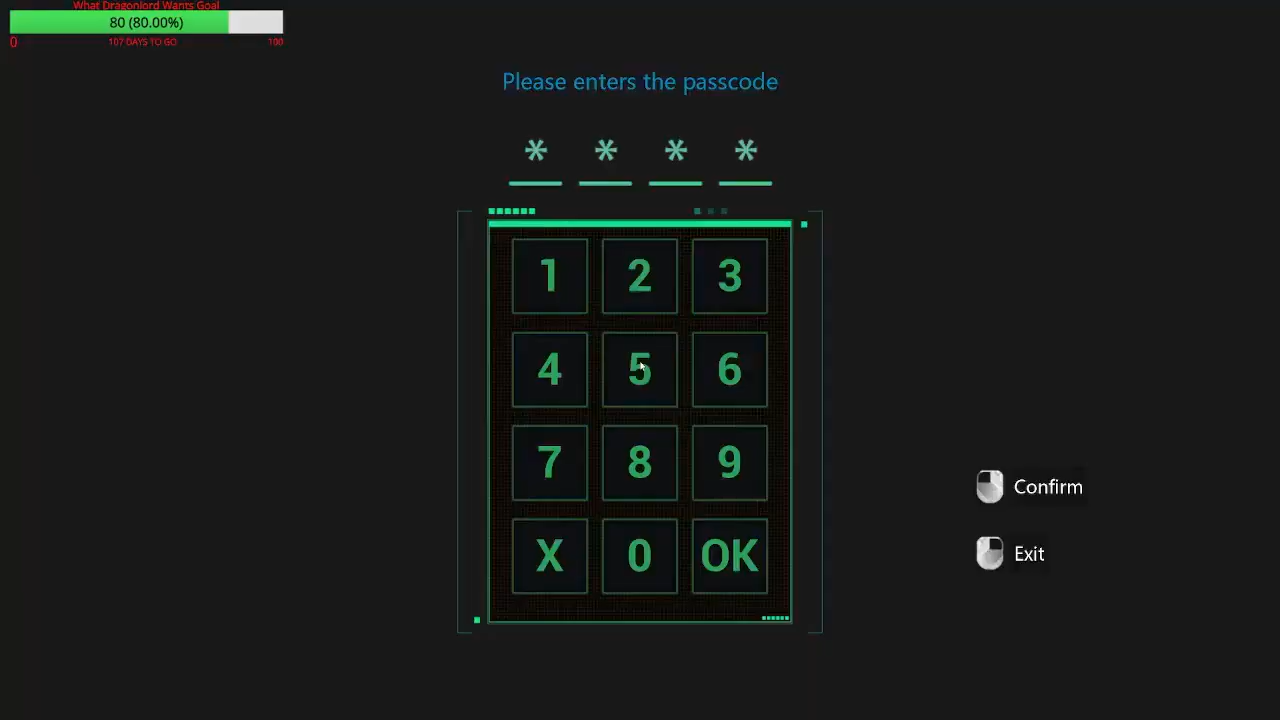 What Dragonlord Wants Goal
80 (80.00%)
0 107 DAYS TO GO 100
Please enters the passcode
* * * *
1 2 3
4 5 6
7 8 9
X 0 OK
Confirm
Exit